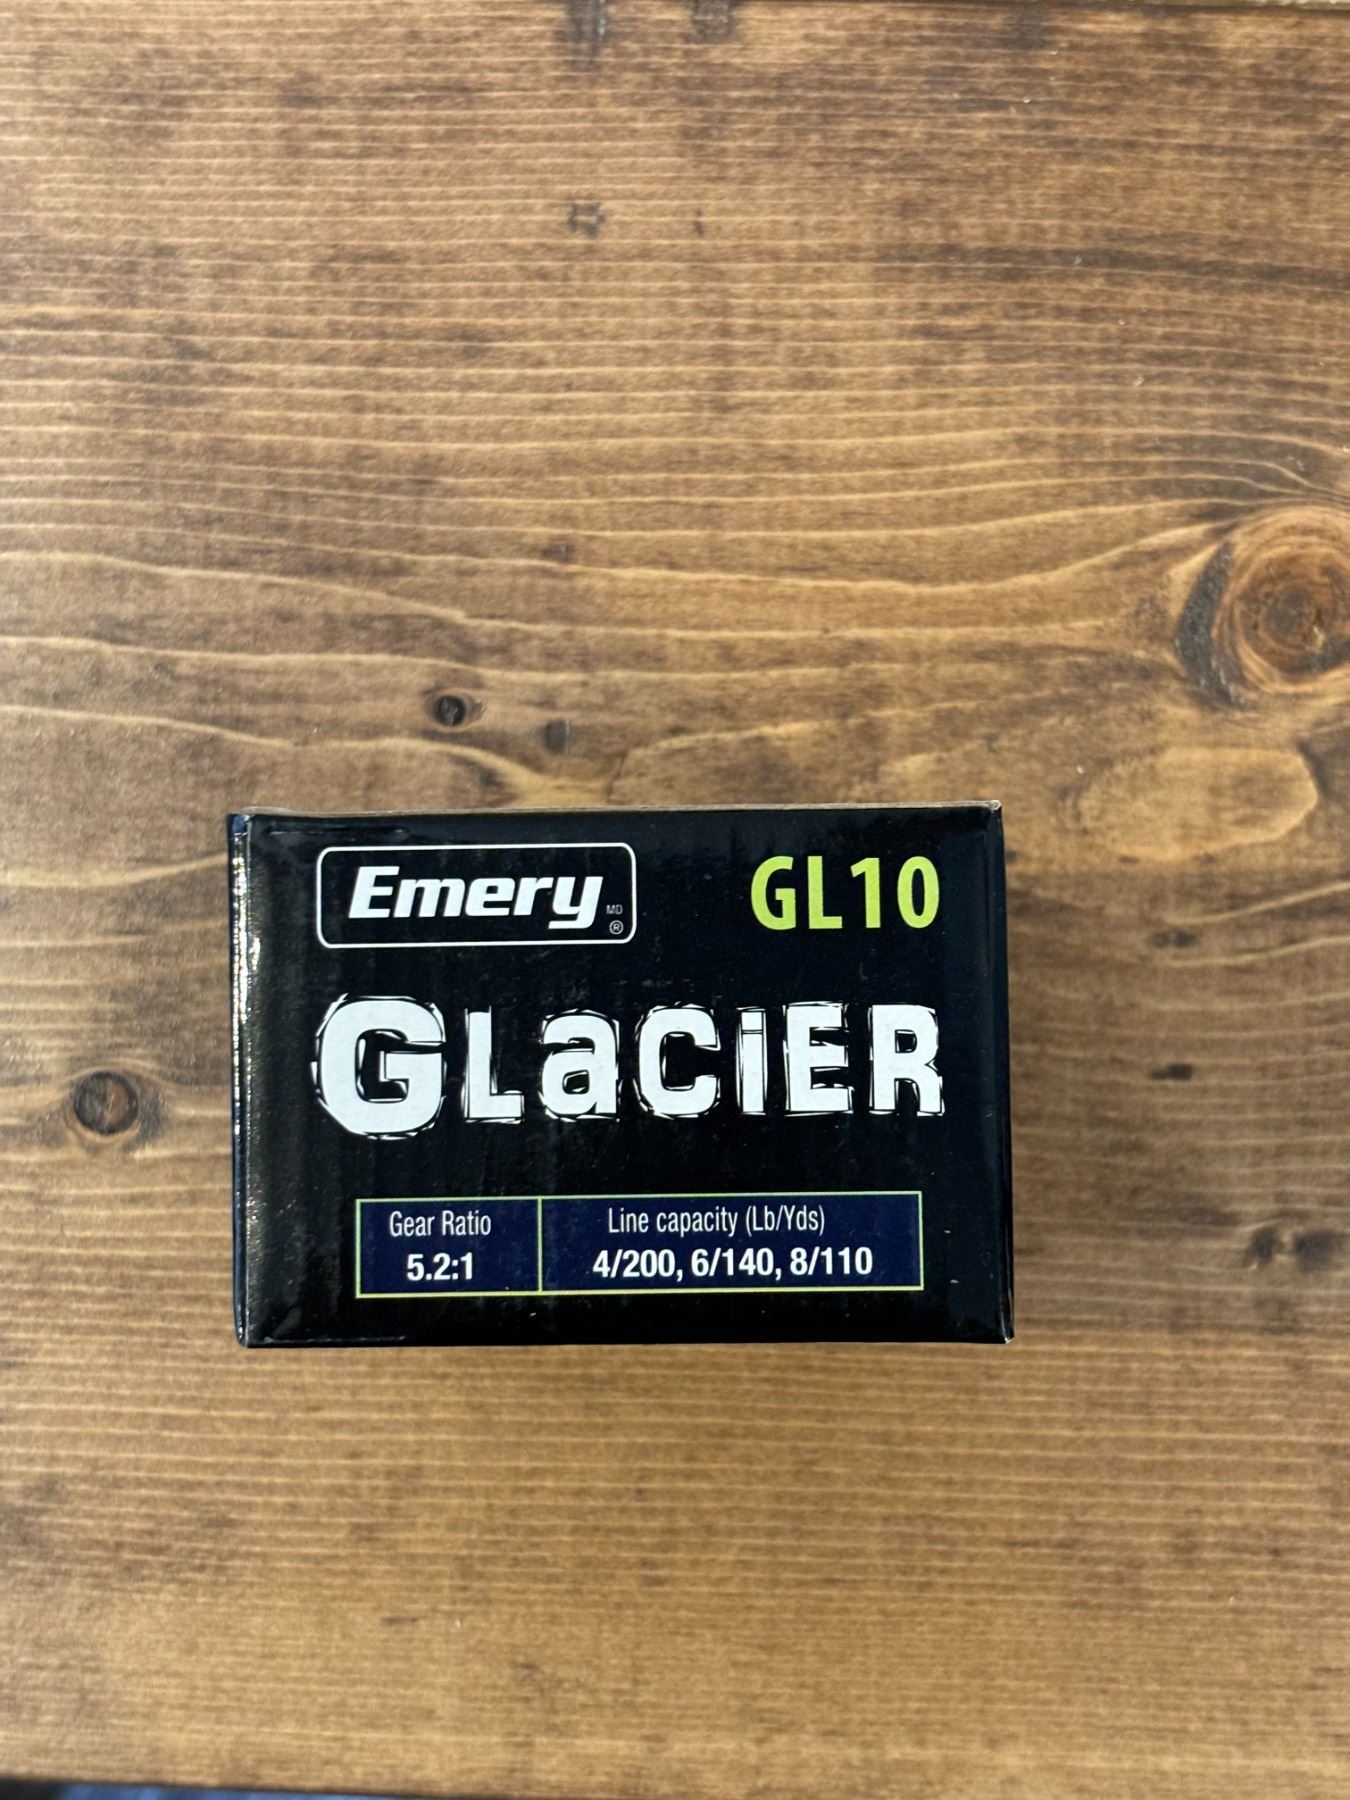 Emery MD ®
GL10
GLaCiER
Gear Ratio
5.2:1
Line capacity (Lb/Yds)
4/200, 6/140, 8/110